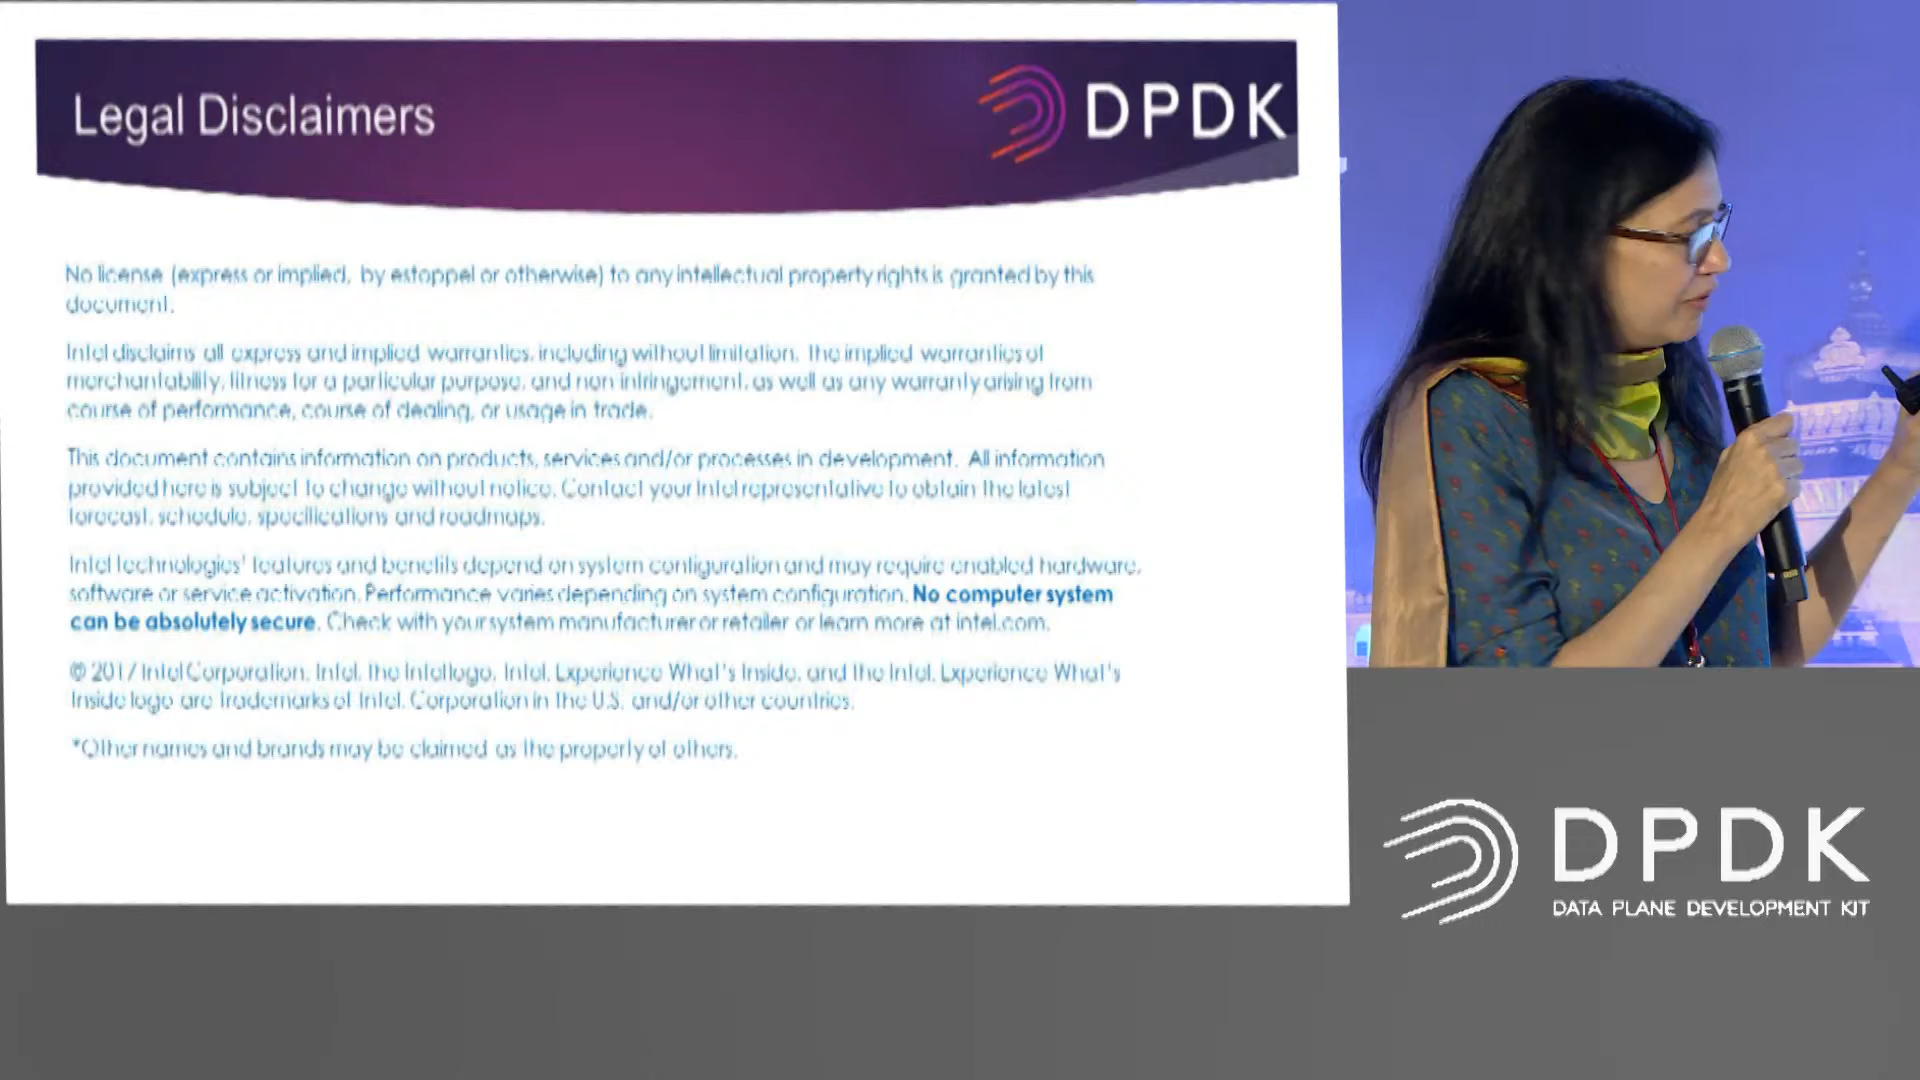 Legal Disclaimers
DPDK
No license (express or implied, by estoppel or otherwise) to any intellectual property rights is granted by this
document.
Intel disclaims all express and implied warranties, including without limitation, the implied warranties of
merchantability, fitness for a particular purpose, and non infringement, as well as any warranty arising from
course of performance, course of dealing, or usage in trade.
This document contains information on products, services and/or processes in development. All information
provided here is subject to change without notice. Contact your Intel representative to obtain the latest
forecast, schedule, specifications and roadmaps.
Intel technologies' features and benefits depend on system configuration and may require enabled hardware,
software or service activation. Performance varies depending on system configuration. No computer system
can be absolutely secure. Check with your system manufacturer or retailer or learn more at intel.com.
© 2017 Intel Corporation. Intel, the Intel logo, Intel. Experience What's Inside, and the Intel. Experience What's
Inside logo are trademarks of Intel. Corporation in the U.S. and/or other countries.
*Other names and brands may be claimed as the property of others.
DPDK
DATA PLANE DEVELOPMENT KIT